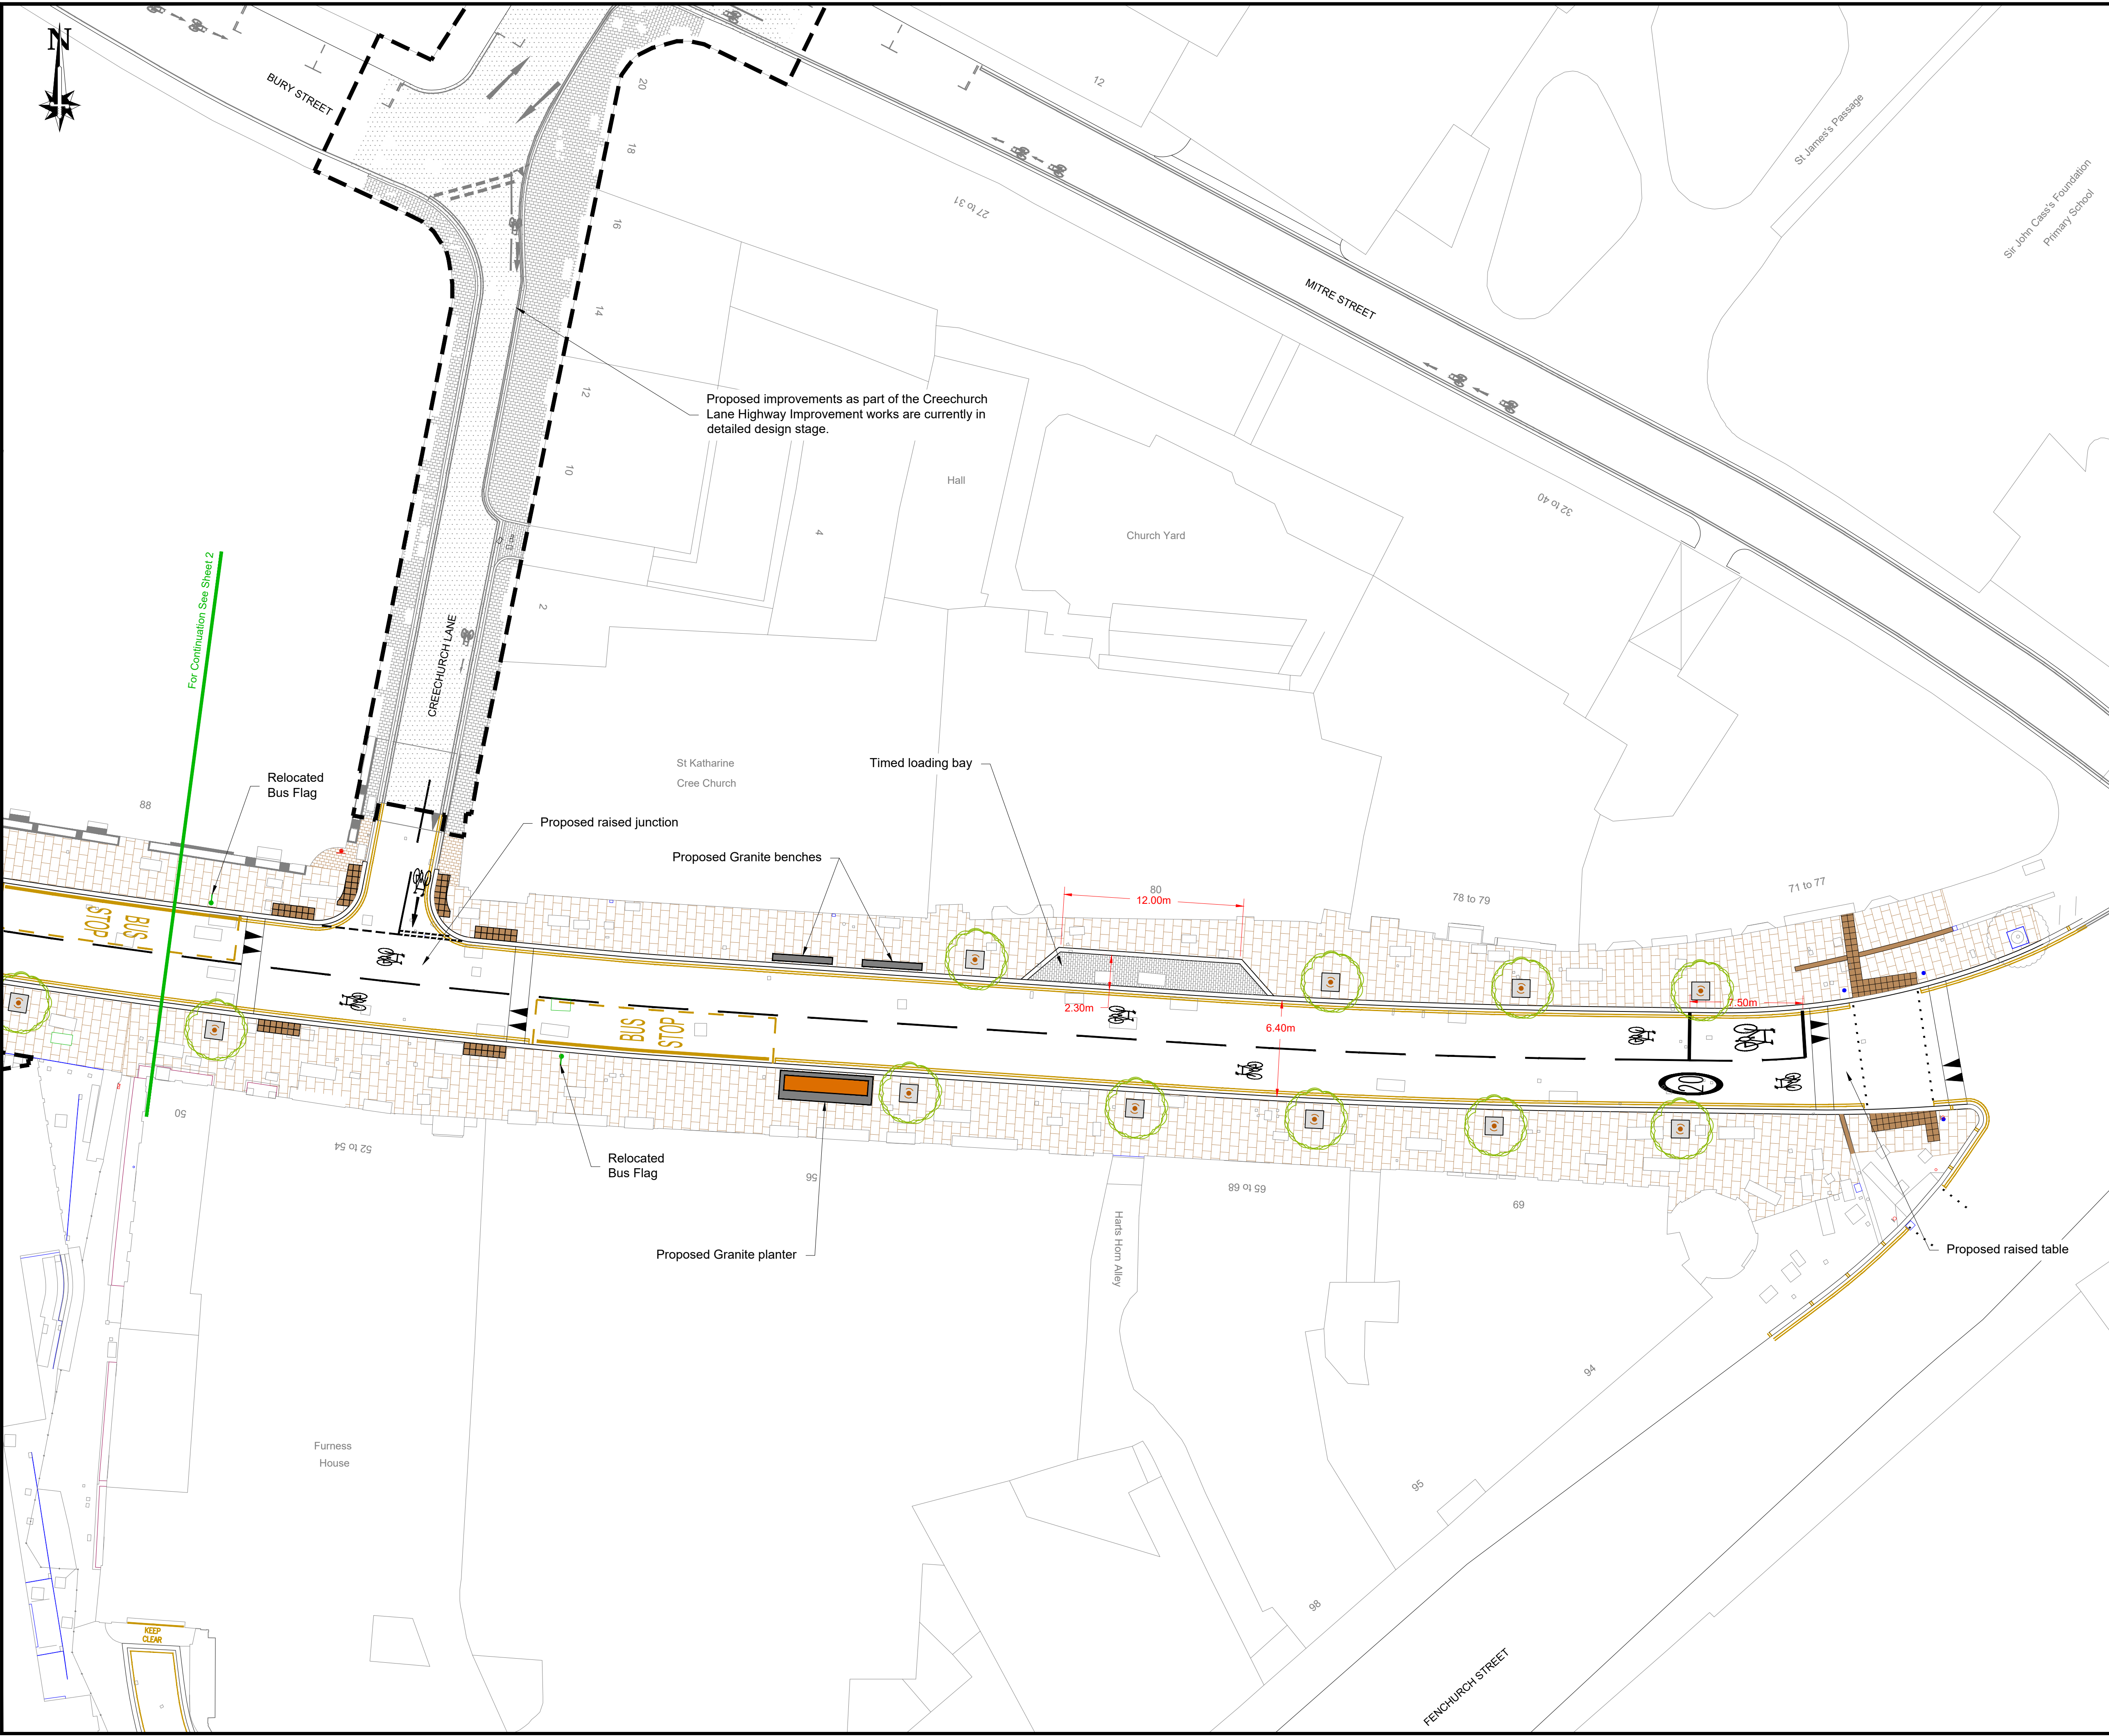 N
BURY STREET
20
18
16
14
12
10
4
2
12
27 to 31
St James's Passage
Sir John Cass's Foundation
Primary School
MITRE STREET
32 to 40
Proposed improvements as part of the Creechurch
Lane Highway Improvement works are currently in
detailed design stage.
Hall
Church Yard
For Continuation See Sheet 2
CREECHURCH LANE
St Katharine
Cree Church
Timed loading bay
Relocated
Bus Flag
88
Proposed raised junction
Proposed Granite benches
80
12.00m
78 to 79
71 to 77
BUS
STOP
2.30m
6.40m
7.50m
BUS
STOP
20
50
52 to 54
Relocated
Bus Flag
56
Proposed Granite planter
Harts Horn Alley
65 to 68
69
Proposed raised table
94
95
98
Furness
House
KEEP
CLEAR
FENCHURCH STREET